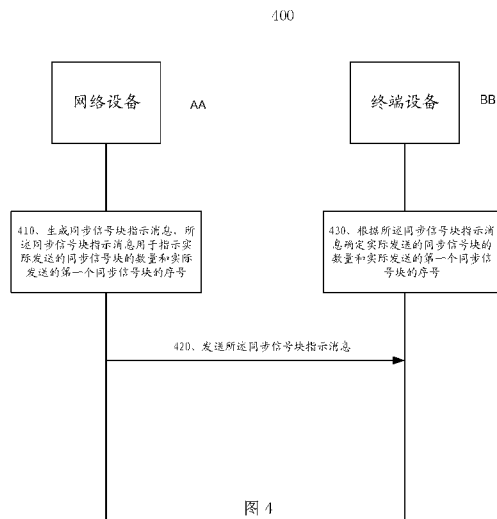 400
网络设备
AA
终端设备
BB
410、生成同步信号块指示消息,所
述同步信号块指示消息用于指示实
际发送的同步信号块的数量和实际
发送的第一个同步信号块的序号
430、根据所述同步信号块指示消
息确定实际发送的同步信号块的
数量和实际发送的第一个同步信
号块的序号
420、发送所述同步信号块指示消息
图 4